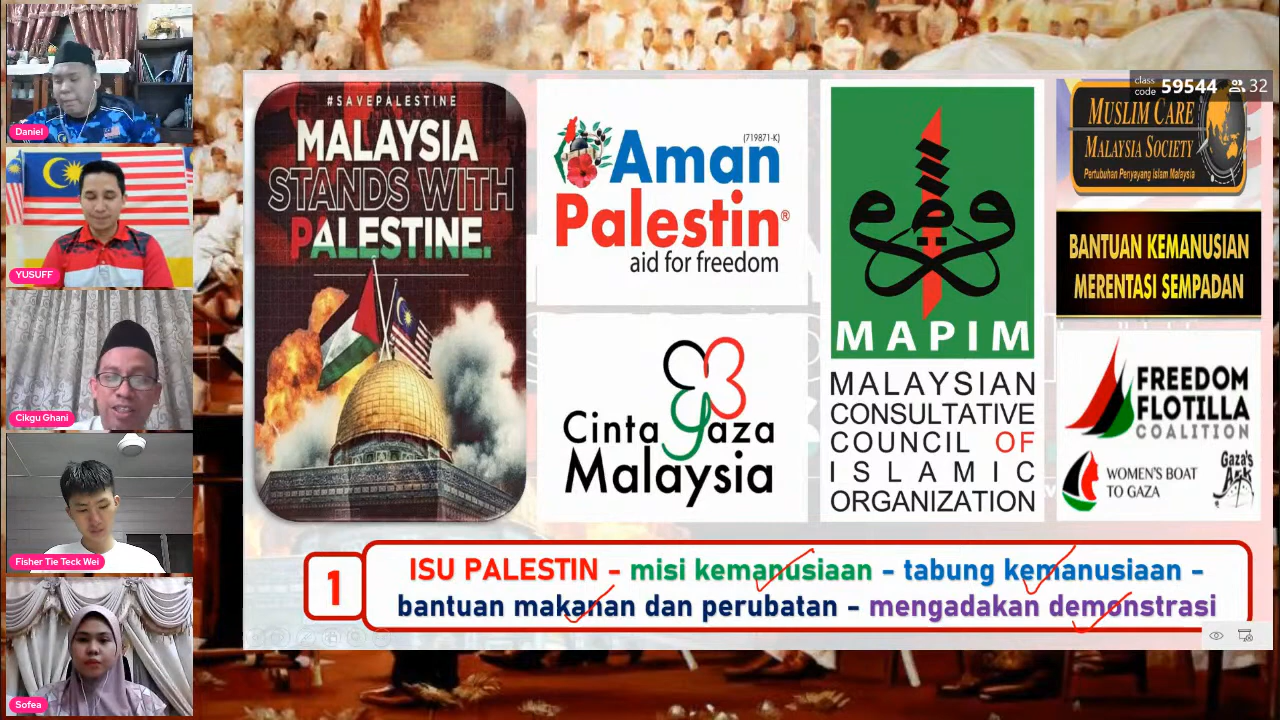 Daniel
YUSUFF
Cikgu Ghani
Fisher Tie Teck Wei
Sofea
#SAVEPALESTINE
MALAYSIA
STANDS WITH
PALESTINE.
(719871-K)
Aman
Palestin®
aid for freedom
Cinta Gaza
Malaysia
MAPIM
MALAYSIAN
CONSULTATIVE
COUNCIL OF
ISLAMIC
ORGANIZATION
class
code 59544 32
MUSLIM CARE
MALAYSIA SOCIETY
Pertubuhan Penyayang Islam Malaysia
BANTUAN KEMANUSIAN
MERENTASI SEMPADAN
FREEDOM
FLOTILLA
COALITION
WOMEN'S BOAT
TO GAZA
Gaza's
Ark
1
ISU PALESTIN - misi kemanusiaan - tabung kemanusiaan -
bantuan makanan dan perubatan - mengadakan demonstrasi